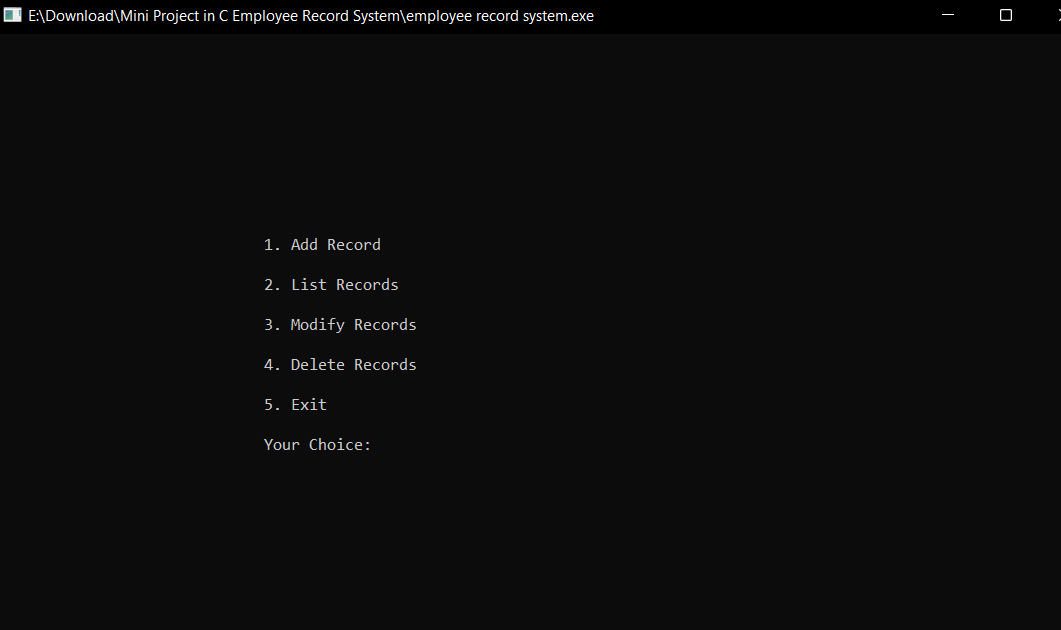 E:\Download\Mini Project in C Employee Record System\employee record system.exe
1. Add Record
2. List Records
3. Modify Records
4. Delete Records
5. Exit
Your Choice: